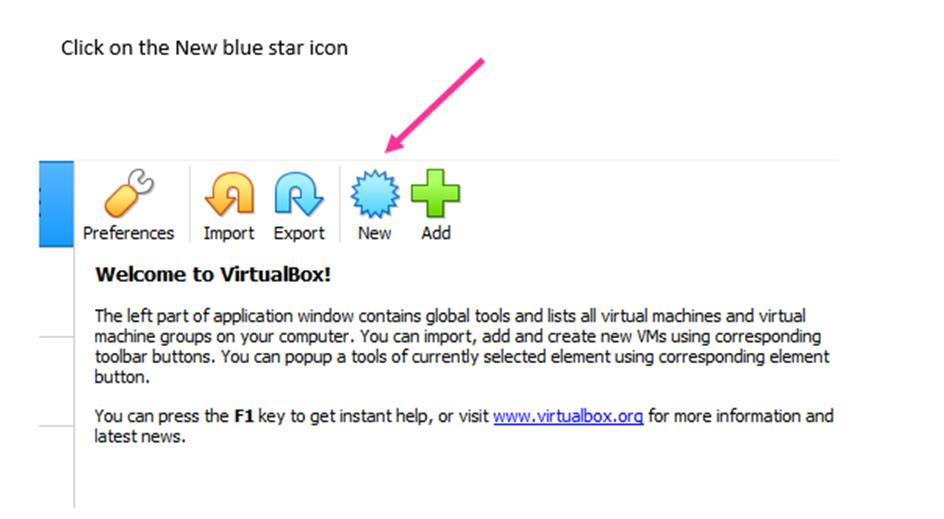 Click on the New blue star icon
Preferences Import Export New Add
Welcome to VirtualBox!
The left part of application window contains global tools and lists all virtual machines and virtual
machine groups on your computer. You can import, add and create new VMs using corresponding
toolbar buttons. You can popup a tools of currently selected element using corresponding element
button.
You can press the F1 key to get instant help, or visit www.virtualbox.org for more information and
latest news.